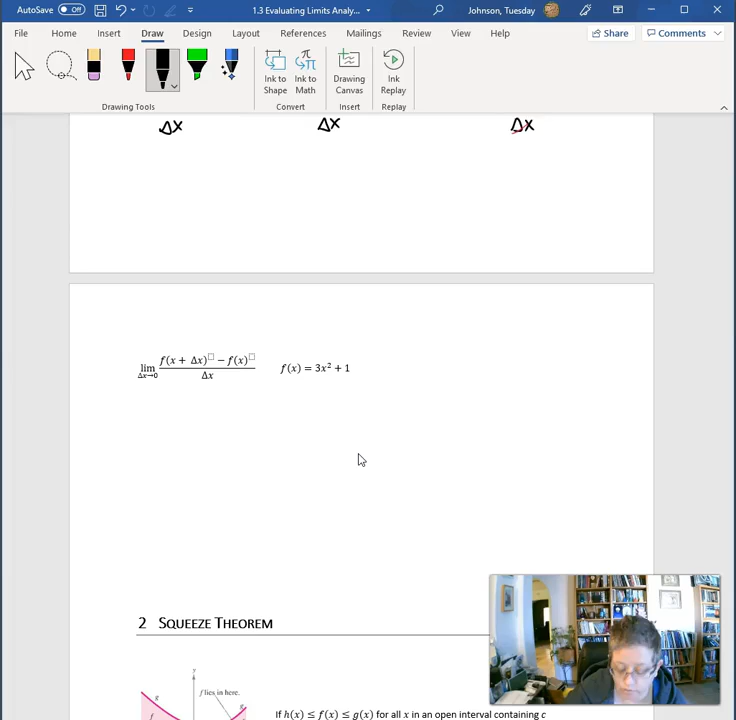 AutoSave Off 1.3 Evaluating Limits Analy... Johnson, Tuesday
File Home Insert Draw Design Layout References Mailings Review View Help Share Comments
Ink to Shape Ink to Math Drawing Canvas Ink Replay
Drawing Tools Convert Insert Replay
Δx Δx Δx
lim Δx→0 f(x + Δx)□ − f(x)□ / Δx f(x) = 3x² + 1
2 SQUEEZE THEOREM
y
g f lies in here. g
f
If h(x) ≤ f(x) ≤ g(x) for all x in an open interval containing c